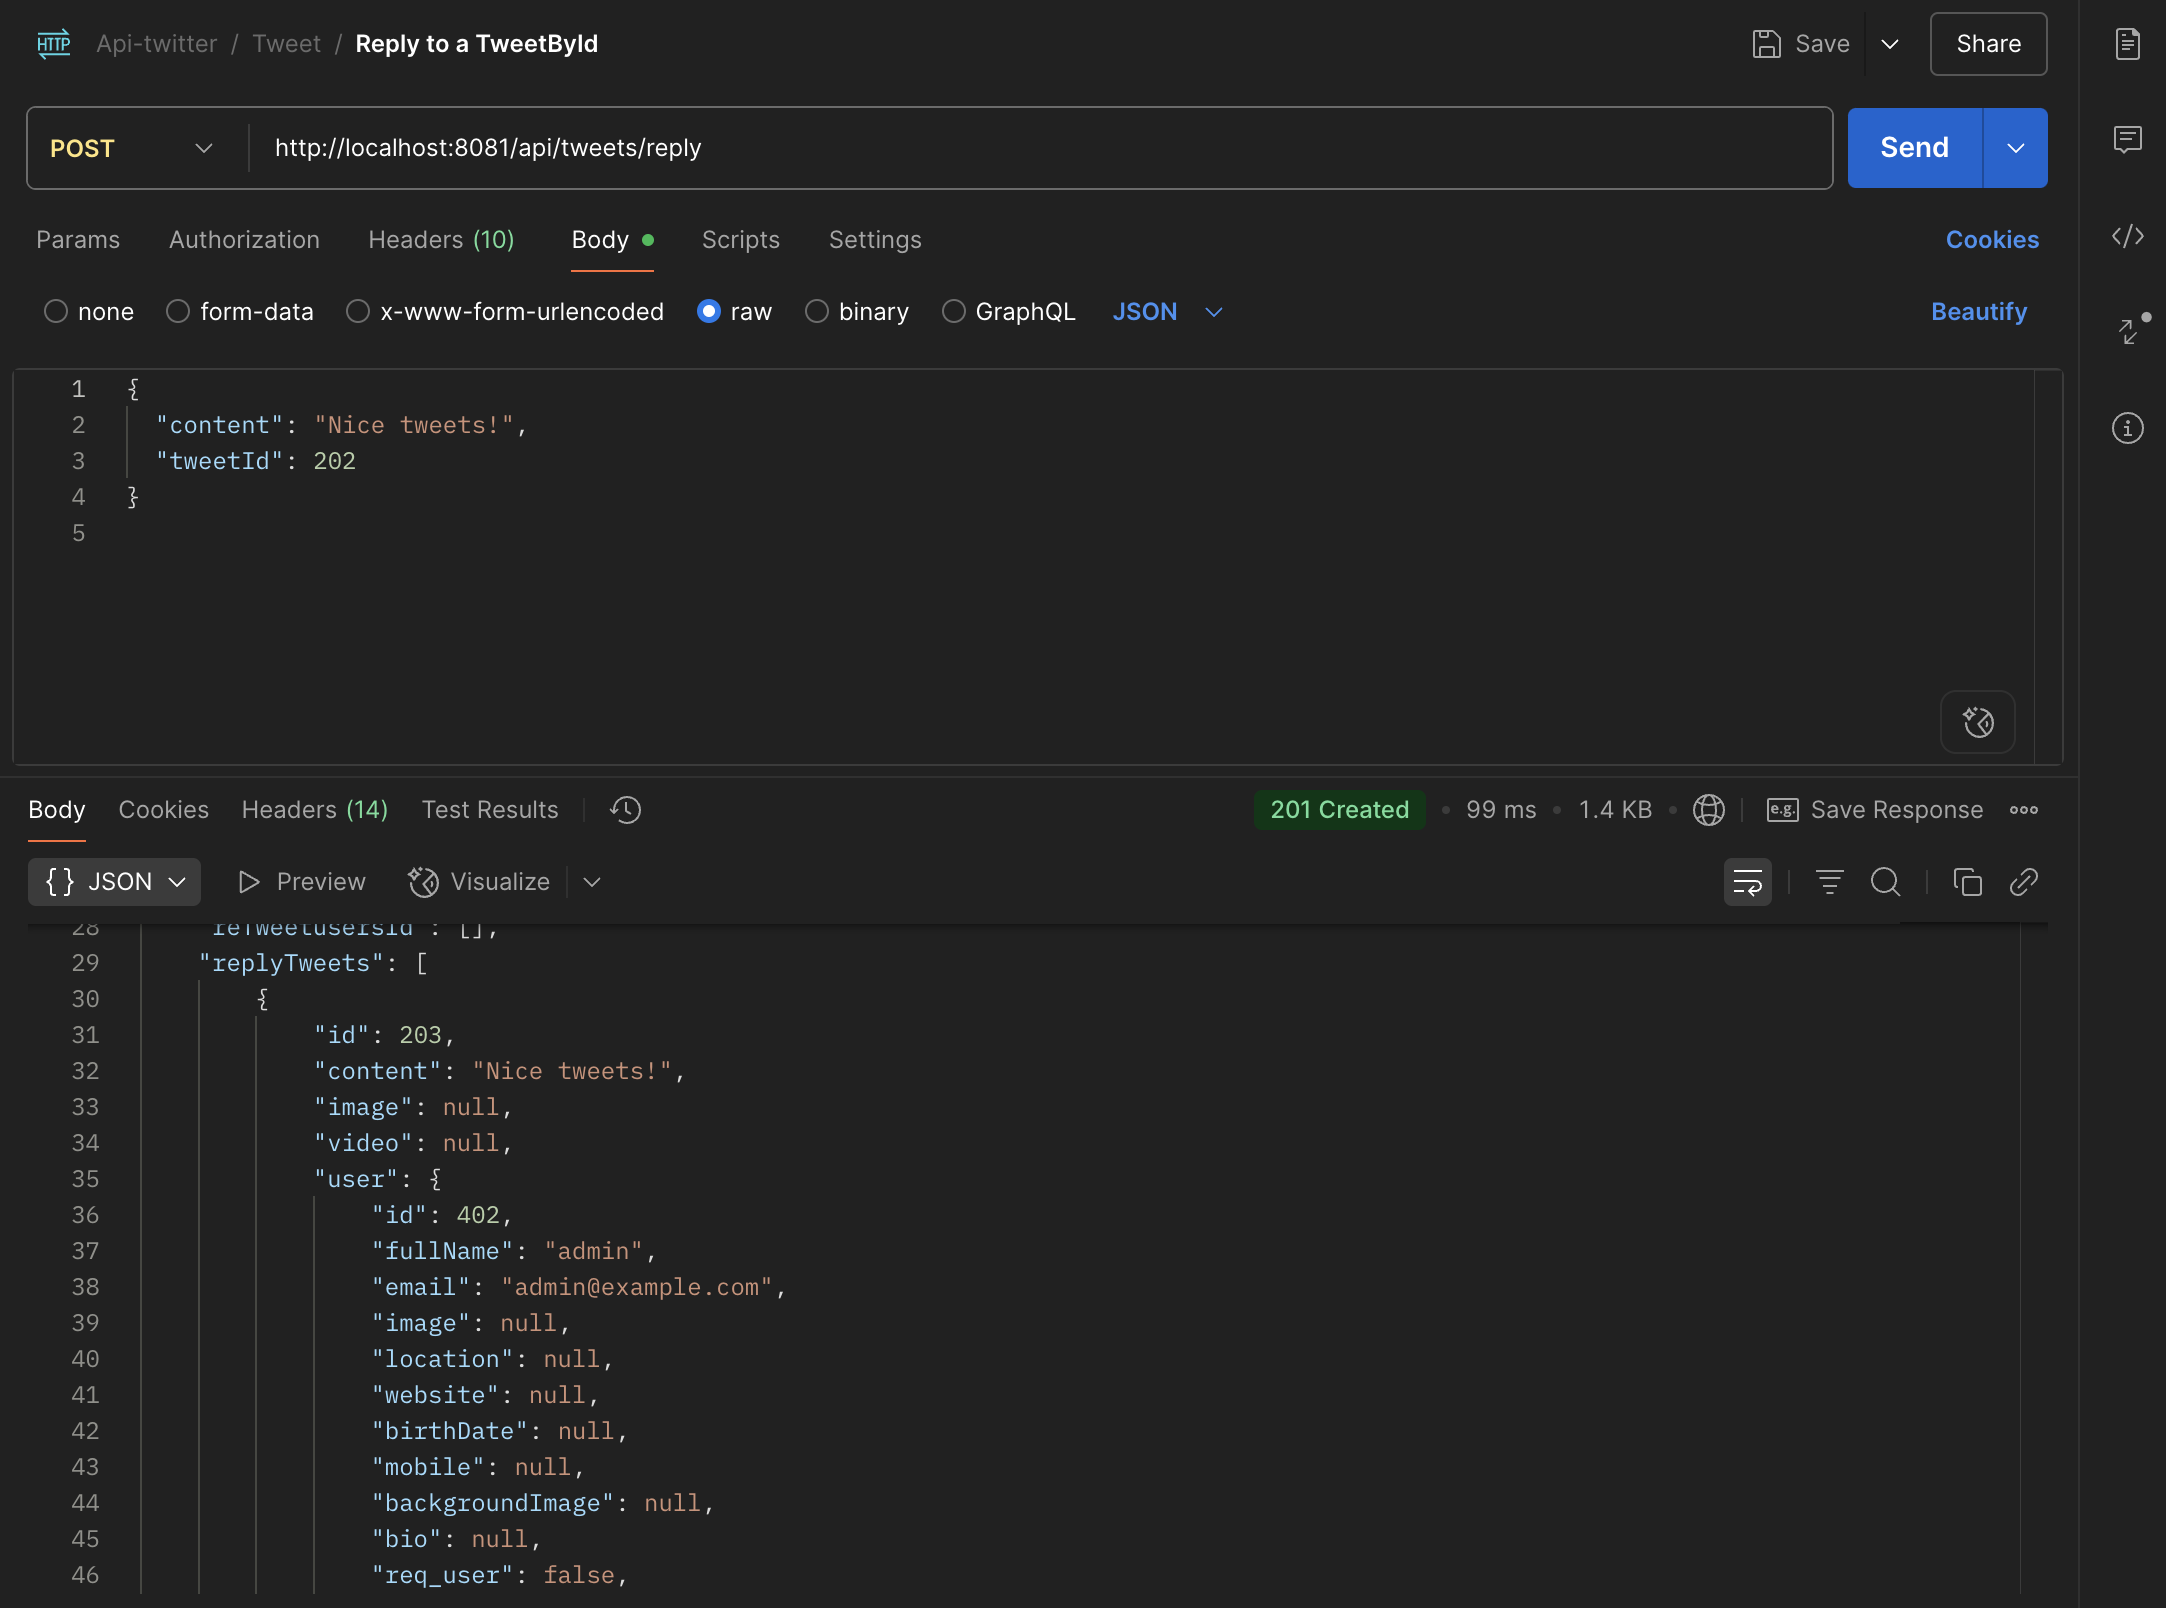 HTTP Api-twitter / Tweet / Reply to a TweetById Save Share
POST http://localhost:8081/api/tweets/reply Send
Params Authorization Headers (10) Body Scripts Settings Cookies
none form-data x-www-form-urlencoded raw binary GraphQL JSON Beautify
1 {
2 "content": "Nice tweets!",
3 "tweetId": 202
4 }
5
Body Cookies Headers (14) Test Results 201 Created 99 ms 1.4 KB e.g. Save Response
{} JSON Preview Visualize
28 "reTweetusersId": [],
29 "replyTweets": [
30 {
31 "id": 203,
32 "content": "Nice tweets!",
33 "image": null,
34 "video": null,
35 "user": {
36 "id": 402,
37 "fullName": "admin",
38 "email": "admin@example.com",
39 "image": null,
40 "location": null,
41 "website": null,
42 "birthDate": null,
43 "mobile": null,
44 "backgroundImage": null,
45 "bio": null,
46 "req_user": false,